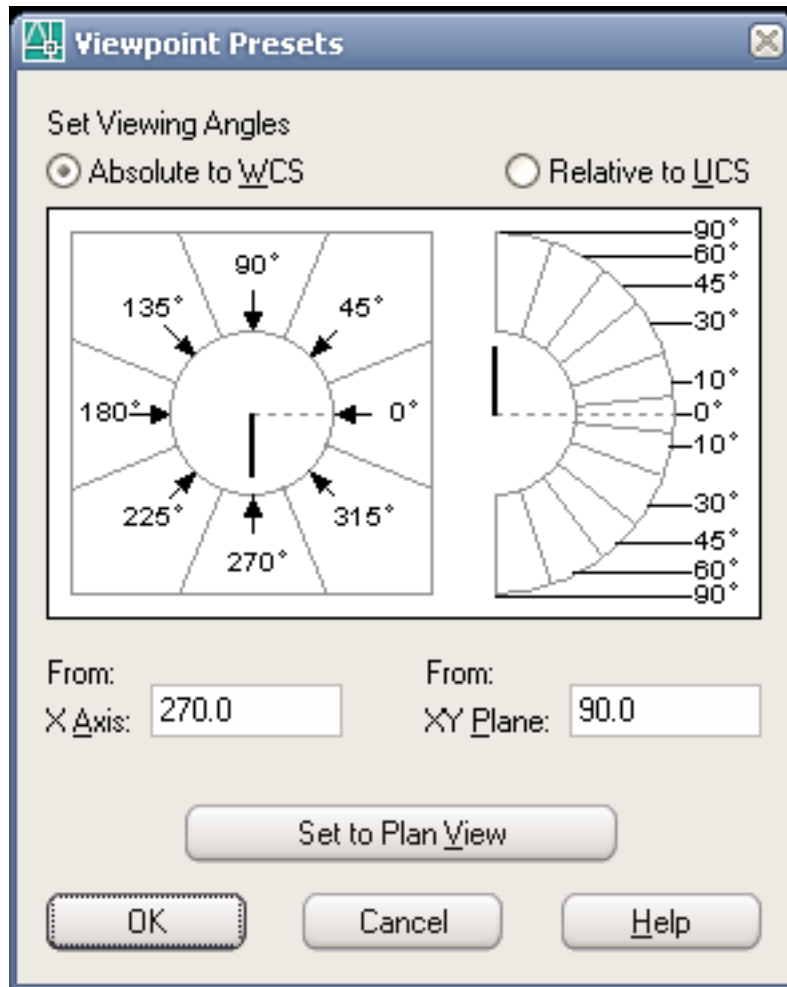 Viewpoint Presets
Set Viewing Angles
Absolute to WCS
Relative to UCS
90°
135°
45°
180°
0°
225°
315°
270°
90°
60°
45°
30°
10°
0°
10°
30°
45°
60°
90°
From:
X Axis: 270.0
From:
XY Plane: 90.0
Set to Plan View
OK
Cancel
Help